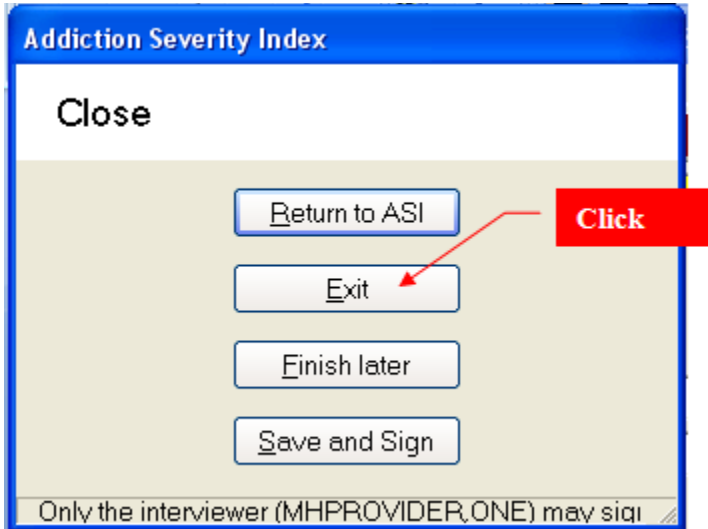 Addiction Severity Index
Close
Return to ASI
Click
Exit
Finish later
Save and Sign
Only the interviewer (MHPROVIDER,ONE) may